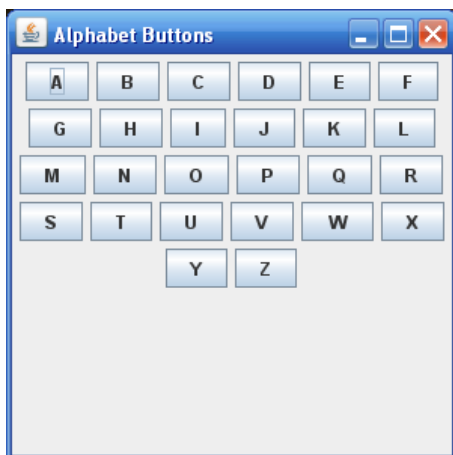 Alphabet Buttons
A B C D E F
G H I J K L
M N O P Q R
S T U V W X
Y Z